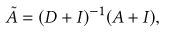 Ã = (D + I)⁻¹(A + I),